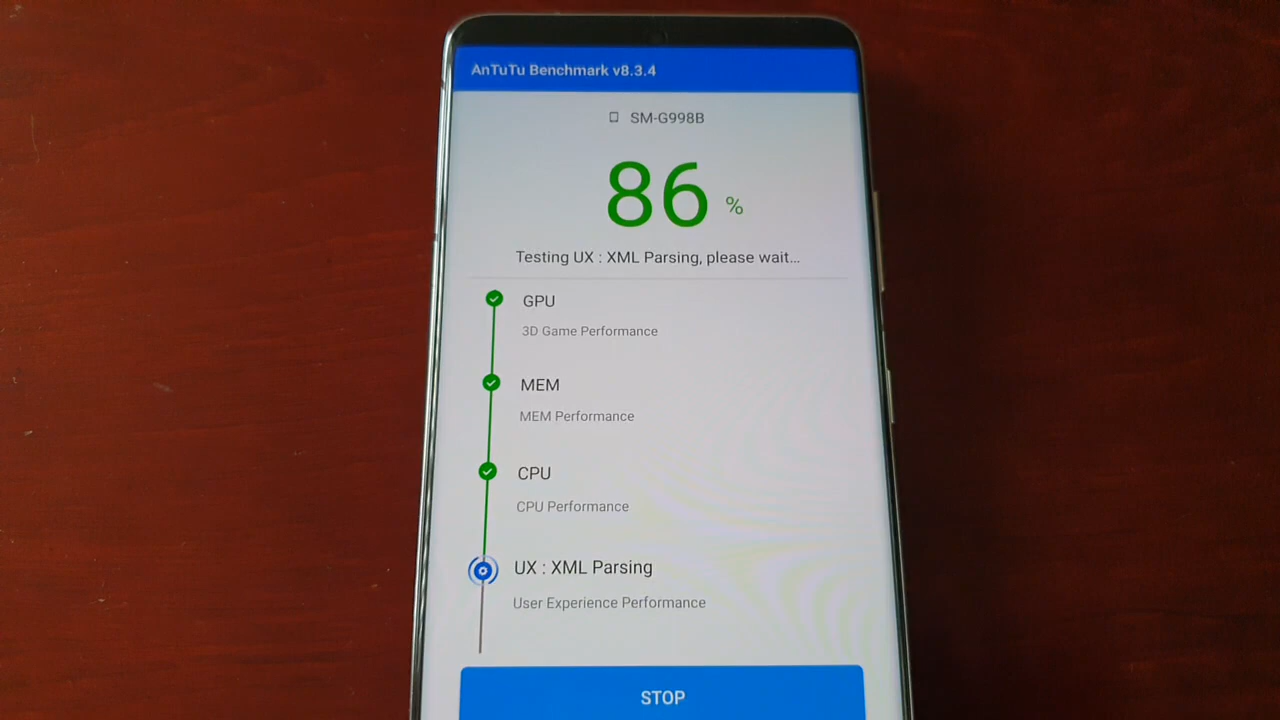 AnTuTu Benchmark v8.3.4
SM-G998B
86 %
Testing UX : XML Parsing, please wait...
GPU
3D Game Performance
MEM
MEM Performance
CPU
CPU Performance
UX : XML Parsing
User Experience Performance
STOP